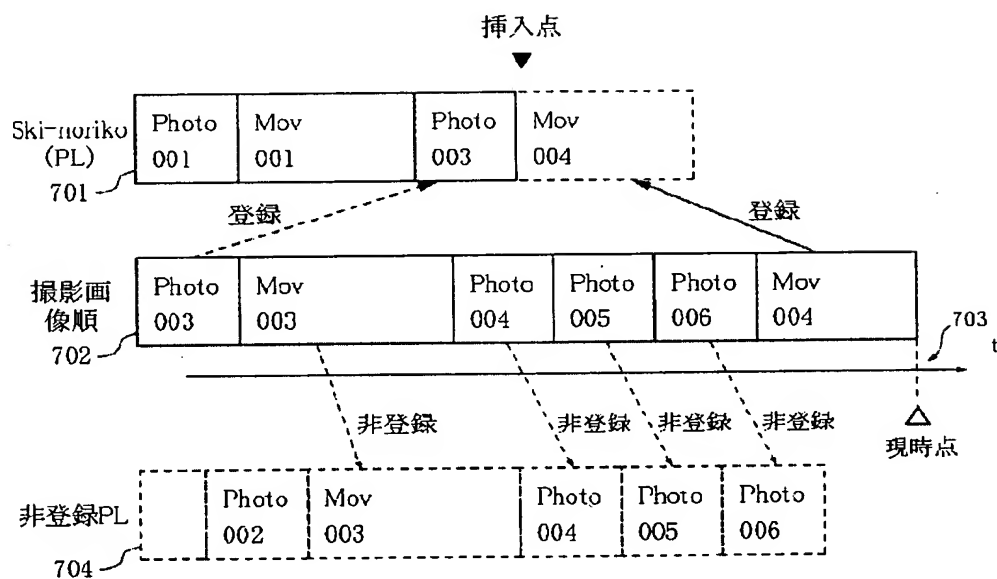 挿入点
Ski-noriko
(PL)
701
Photo
001
Mov
001
Photo
003
Mov
004
登録
登録
撮影画
像順
702
Photo
003
Mov
003
Photo
004
Photo
005
Photo
006
Mov
004
703
t
非登録
非登録
非登録
非登録
現時点
非登録PL
704
Photo
002
Mov
003
Photo
004
Photo
005
Photo
006